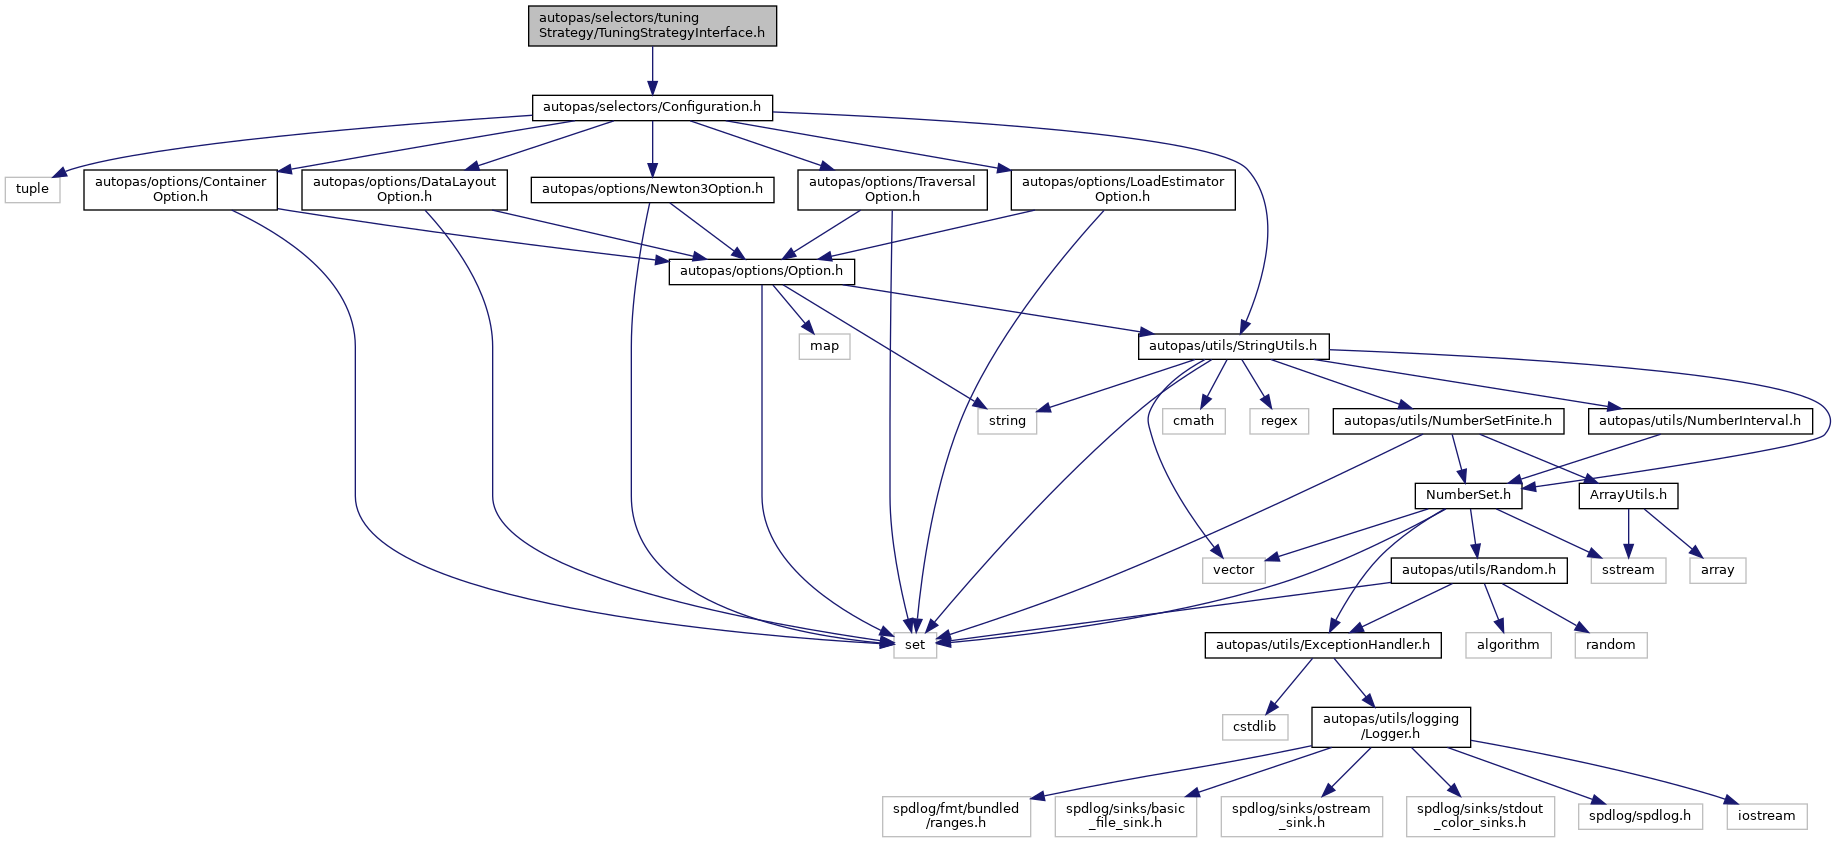 autopas/selectors/tuning
Strategy/TuningStrategyInterface.h
autopas/selectors/Configuration.h
tuple
autopas/options/Container
Option.h
autopas/options/DataLayout
Option.h
autopas/options/Newton3Option.h
autopas/options/Traversal
Option.h
autopas/options/LoadEstimator
Option.h
autopas/options/Option.h
map
autopas/utils/StringUtils.h
string
cmath
regex
autopas/utils/NumberSetFinite.h
autopas/utils/NumberInterval.h
NumberSet.h
ArrayUtils.h
vector
autopas/utils/Random.h
sstream
array
set
autopas/utils/ExceptionHandler.h
algorithm
random
cstdlib
autopas/utils/logging
/Logger.h
spdlog/fmt/bundled
/ranges.h
spdlog/sinks/basic
_file_sink.h
spdlog/sinks/ostream
_sink.h
spdlog/sinks/stdout
_color_sinks.h
spdlog/spdlog.h
iostream